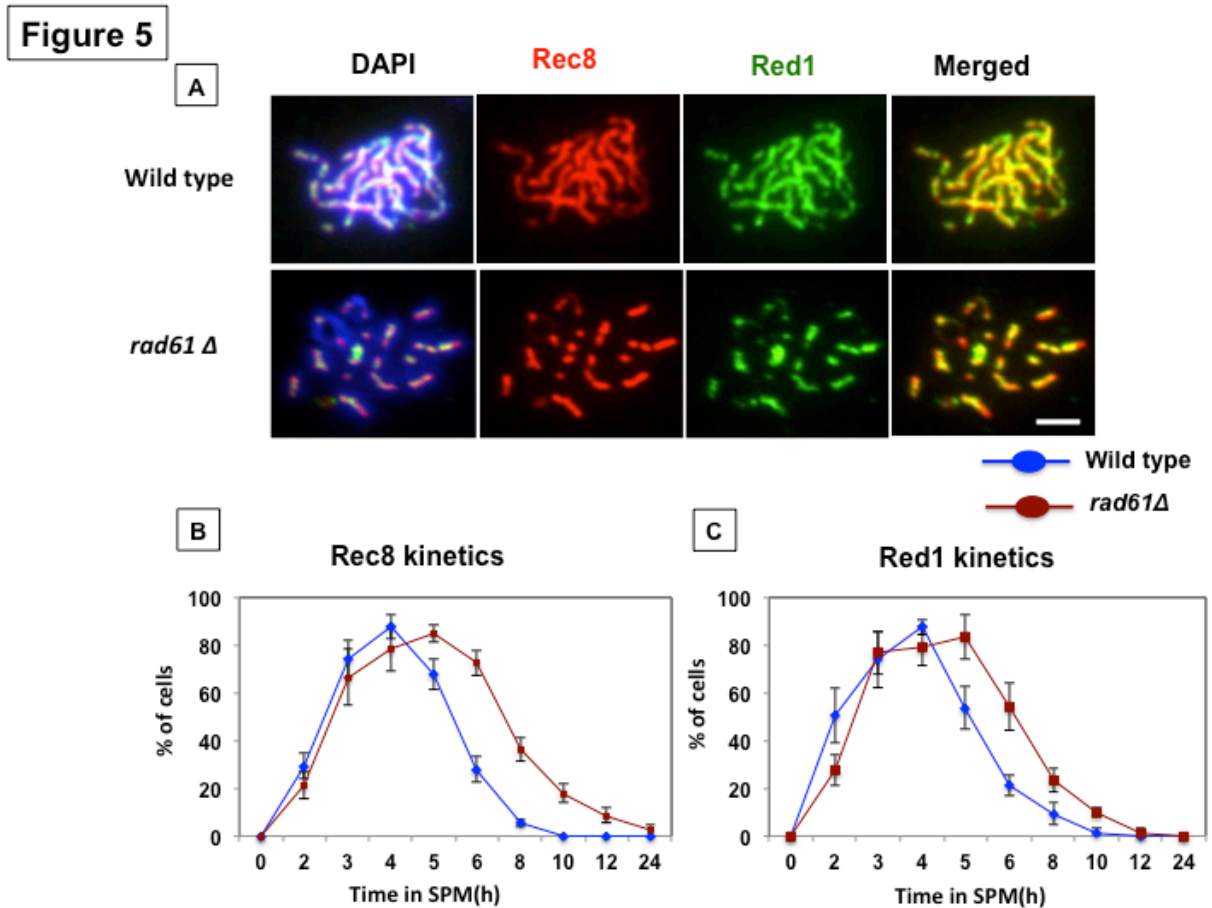 Figure 5
A
DAPI Rec8 Red1 Merged
Wild type
rad61 Δ
Wild type
rad61Δ
B
Rec8 kinetics
% of cells
100
80
60
40
20
0
0 2 3 4 5 6 8 10 12 24
Time in SPM(h)
C
Red1 kinetics
% of cells
100
80
60
40
20
0
0 2 3 4 5 6 8 10 12 24
Time in SPM(h)